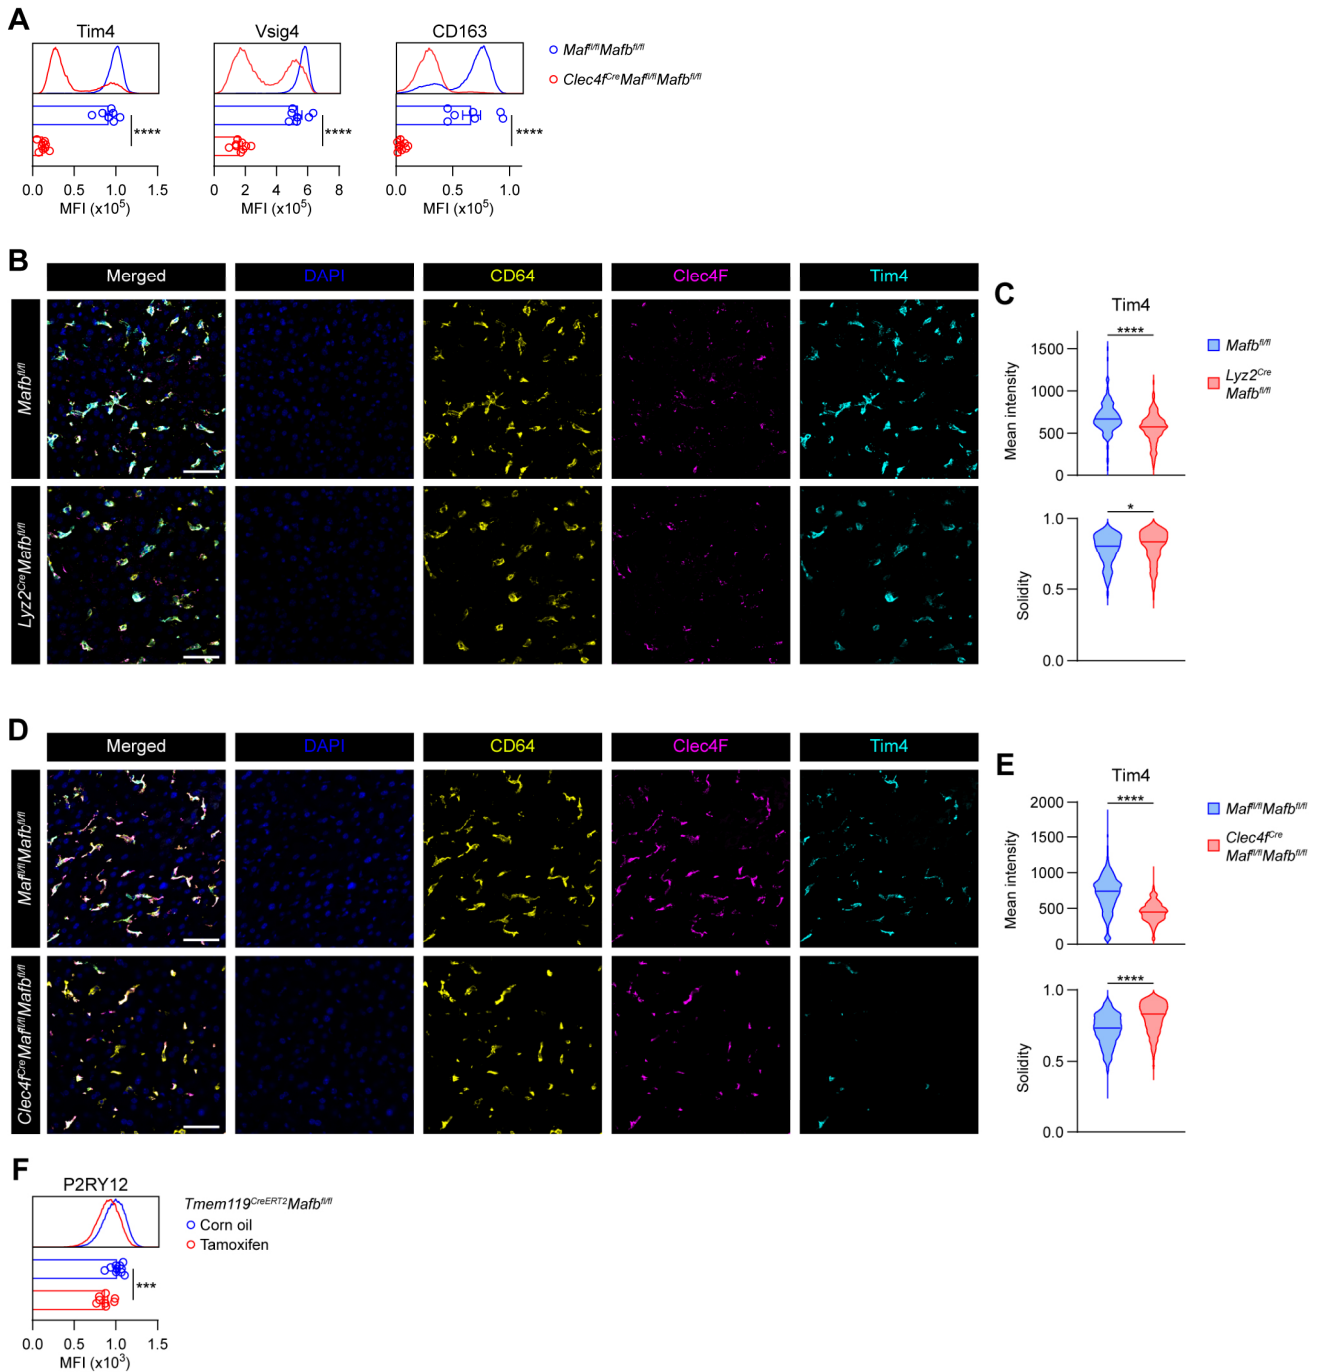 A
Tim4
Vsig4
CD163
Maf^fl/fl Mafb^fl/fl
Clec4f^Cre Maf^fl/fl Mafb^fl/fl
****
****
****
0.0 0.5 1.0 1.5
0 2 4 6 8
0.0 0.5 1.0
MFI (x10^5)
MFI (x10^5)
MFI (x10^5)
B
Merged
DAPI
CD64
Clec4F
Tim4
Mafb^fl/fl
Lyz2^Cre Mafb^fl/fl
C
Tim4
****
1500
1000
500
0
Mean intensity
Mafb^fl/fl
Lyz2^Cre
Mafb^fl/fl
*
1.0
0.5
0.0
Solidity
D
Merged
DAPI
CD64
Clec4F
Tim4
Maf^fl/fl Mafb^fl/fl
Clec4f^Cre Maf^fl/fl Mafb^fl/fl
E
Tim4
****
2000
1500
1000
500
0
Mean intensity
Maf^fl/fl Mafb^fl/fl
Clec4f^Cre
Maf^fl/fl Mafb^fl/fl
****
1.0
0.5
0.0
Solidity
F
P2RY12
Tmem119^CreERT2 Mafb^fl/fl
Corn oil
Tamoxifen
***
0.0 0.5 1.0 1.5
MFI (x10^3)